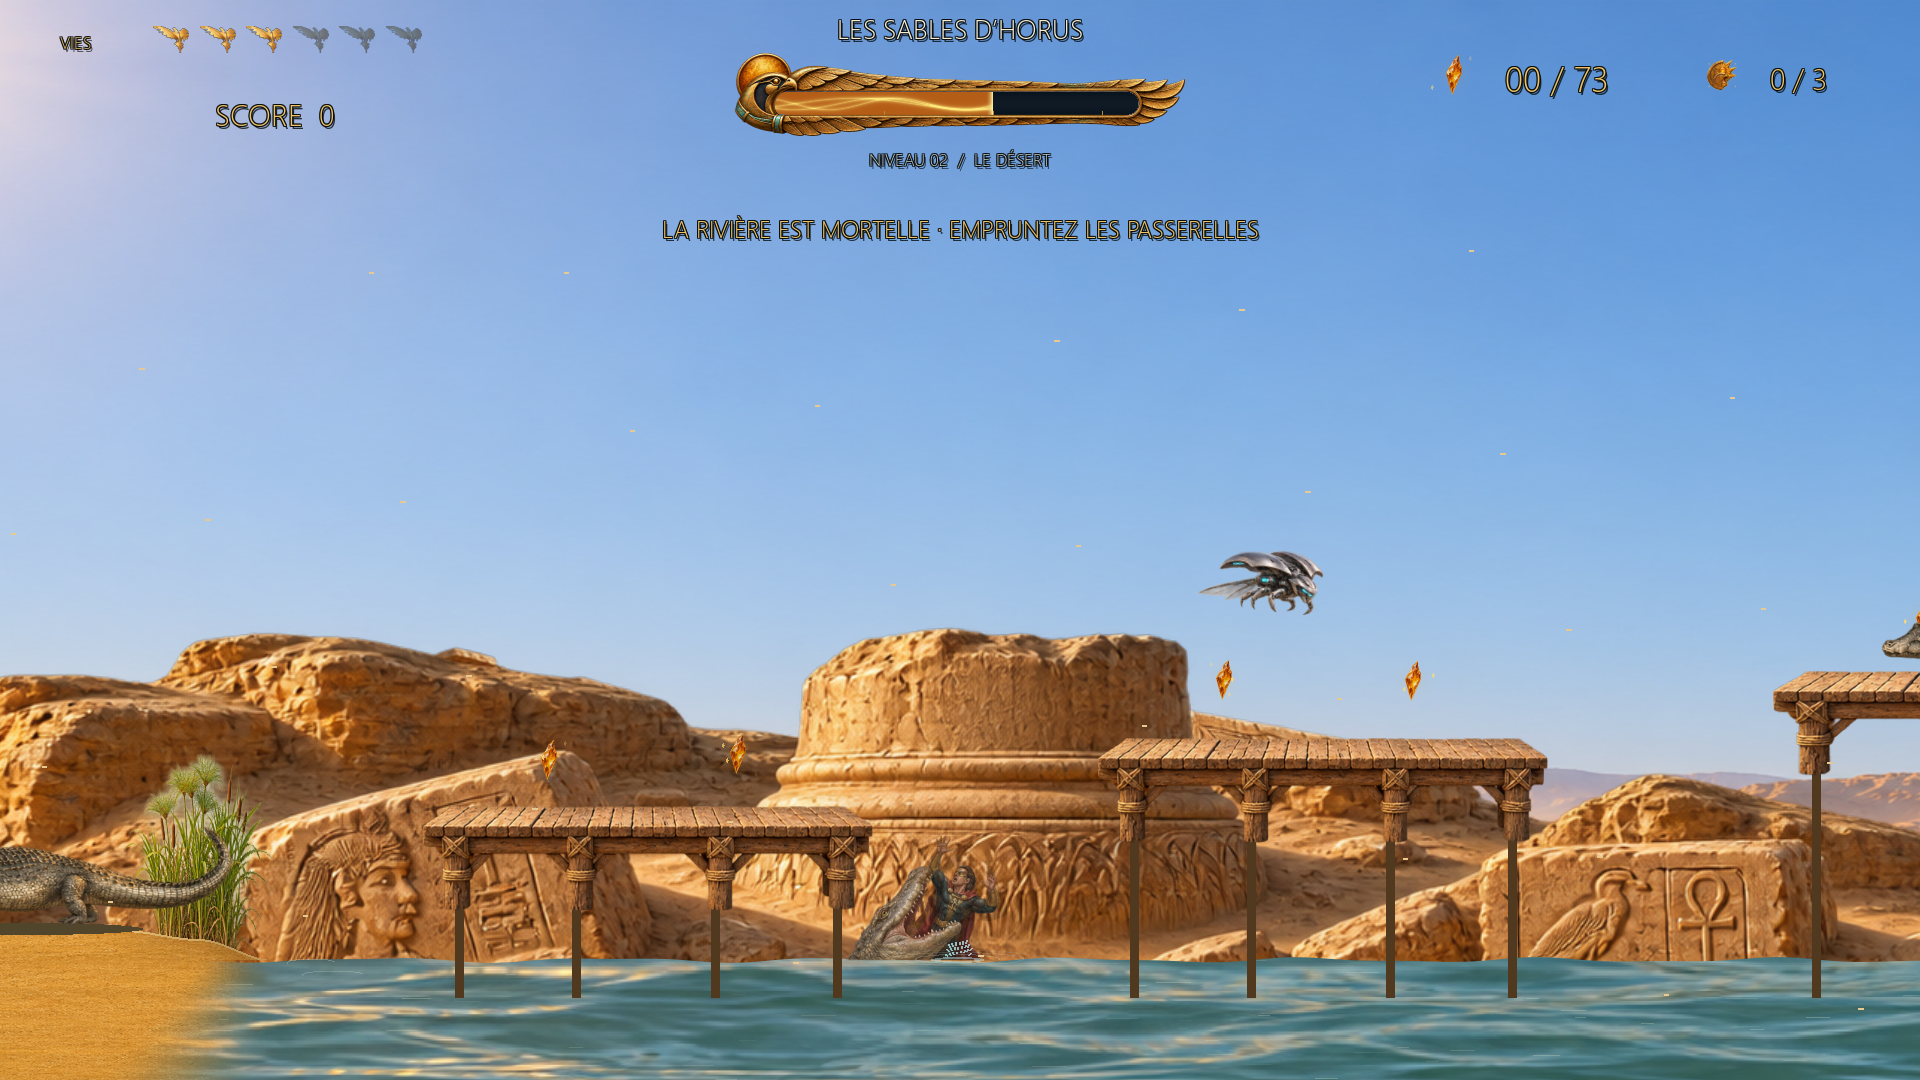 VIES
SCORE 0
LES SABLES D'HORUS
00 / 73
0 / 3
NIVEAU 02 / LE DÉSERT
LA RIVIÈRE EST MORTELLE · EMPRUNTEZ LES PASSERELLES